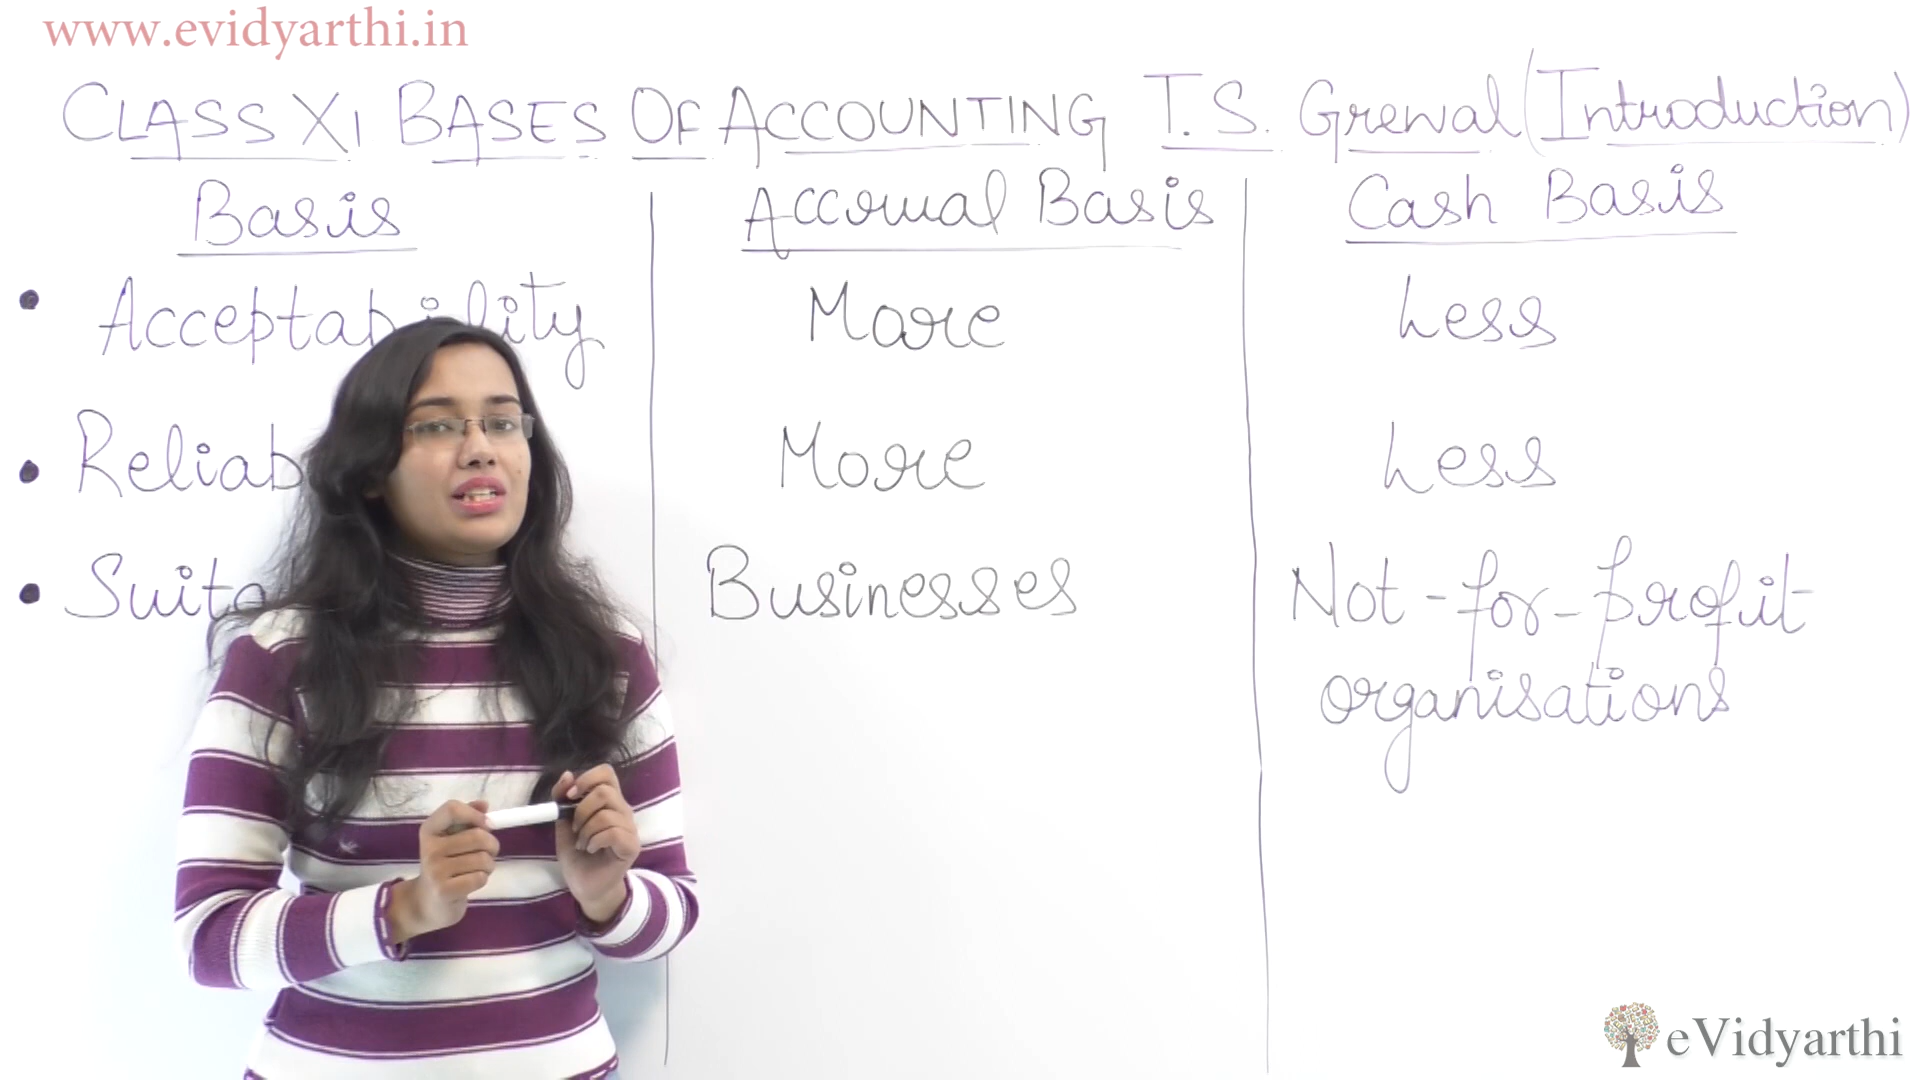 www.evidyarthi.in
CLASS XI BASES OF ACCOUNTING T.S. Grewal (Introduction)
Basis Accrual Basis Cash Basis
• Acceptability More Less
• More Less
• Businesses Not-for-profit
organisations
eVidyarthi